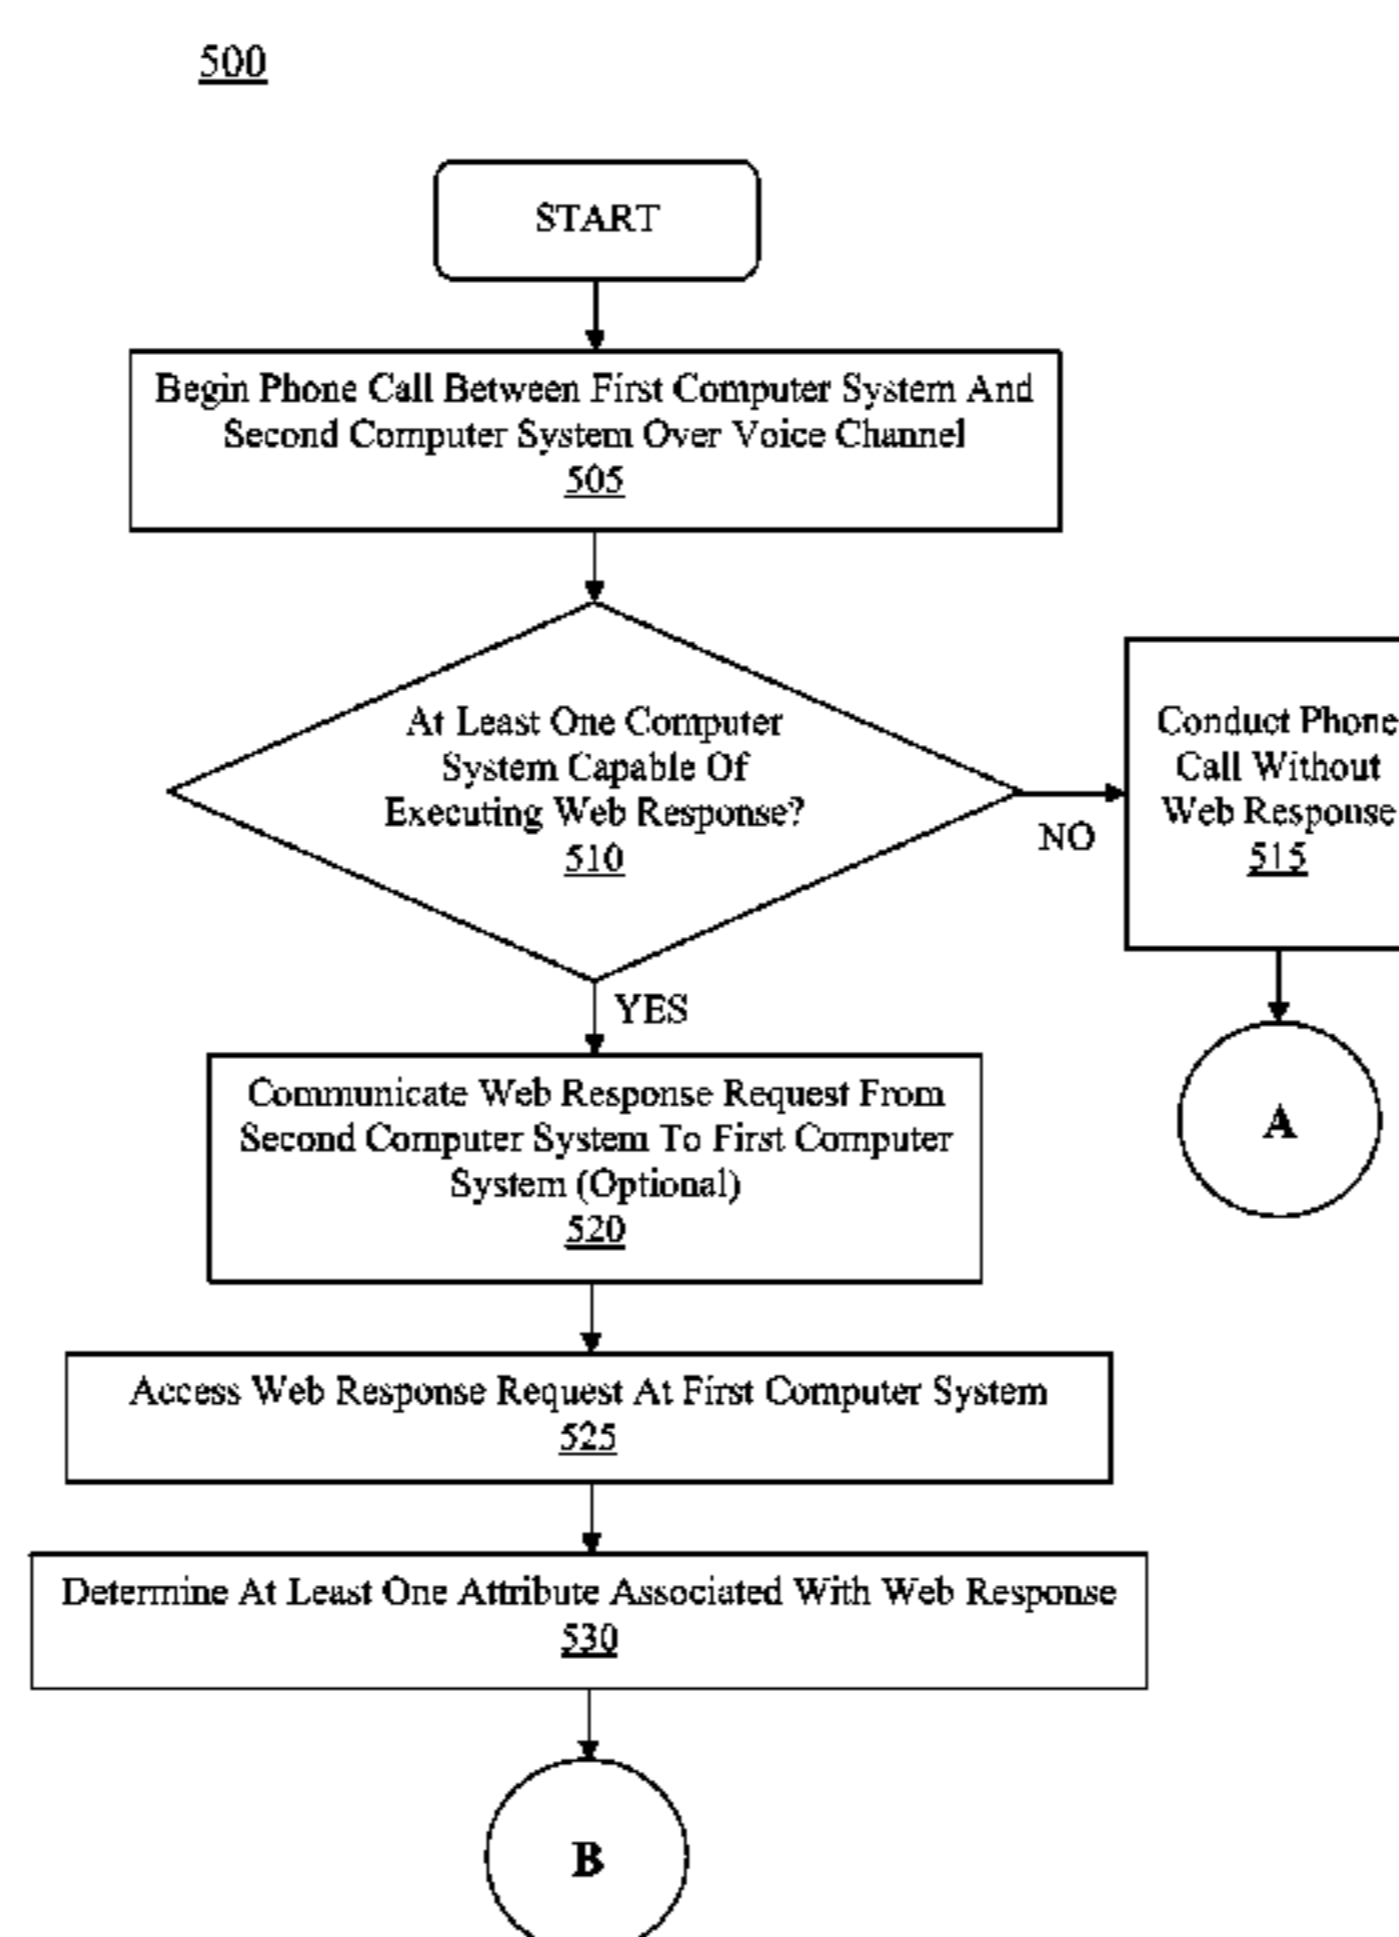 500
START
Begin Phone Call Between First Computer System And
Second Computer System Over Voice Channel
505
At Least One Computer
System Capable Of
Executing Web Response?
510
NO
Conduct Phone
Call Without
Web Response
515
A
YES
Communicate Web Response Request From
Second Computer System To First Computer
System (Optional)
520
Access Web Response Request At First Computer System
525
Determine At Least One Attribute Associated With Web Response
530
B